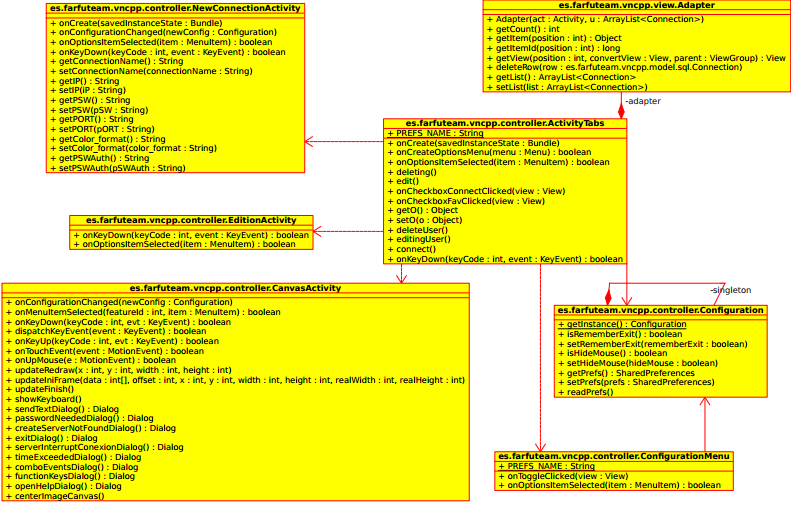 es.farfuteam.vncpp.controller.NewConnectionActivity
+ onCreate(savedInstanceState : Bundle)
+ onConfigurationChanged(newConfig : Configuration)
+ onOptionsItemSelected(item : MenuItem) : boolean
+ onKeyDown(keyCode : int, event : KeyEvent) : boolean
+ getConnectionName() : String
+ setConnectionName(connectionName : String)
+ getIP() : String
+ setIP(iP : String)
+ getPSW() : String
+ setPSW(pSW : String)
+ getPORT() : String
+ setPORT(pORT : String)
+ getColor_format() : String
+ setColor_format(color_format : String)
+ getPSWAuth() : String
+ setPSWAuth(pSWAuth : String)
es.farfuteam.vncpp.view.Adapter
+ Adapter(act : Activity, u : ArrayList<Connection>)
+ getCount() : int
+ getItem(position : int) : Object
+ getItemId(position : int) : long
+ getView(position : int, convertView : View, parent : ViewGroup) : View
+ deleteRow(row : es.farfuteam.vncpp.model.sql.Connection)
+ getList() : ArrayList<Connection>
+ setList(list : ArrayList<Connection>)
-adapter
es.farfuteam.vncpp.controller.ActivityTabs
+ PREFS_NAME : String
+ onCreate(savedInstanceState : Bundle)
+ onCreateOptionsMenu(menu : Menu) : boolean
+ onOptionsItemSelected(item : MenuItem) : boolean
+ deleting()
+ edit()
+ onCheckboxConnectClicked(view : View)
+ onCheckboxFavClicked(view : View)
+ getO() : Object
+ setO(o : Object)
+ deleteUser()
+ editingUser()
+ connect()
+ onKeyDown(keyCode : int, event : KeyEvent) : boolean
es.farfuteam.vncpp.controller.EditionActivity
+ onKeyDown(keyCode : int, event : KeyEvent) : boolean
+ onOptionsItemSelected(item : MenuItem) : boolean
es.farfuteam.vncpp.controller.CanvasActivity
+ onConfigurationChanged(newConfig : Configuration)
+ onMenuItemSelected(featureId : int, item : MenuItem) : boolean
+ onKeyDown(keyCode : int, evt : KeyEvent) : boolean
+ dispatchKeyEvent(event : KeyEvent) : boolean
+ onKeyUp(keyCode : int, evt : KeyEvent) : boolean
+ onTouchEvent(event : MotionEvent) : boolean
+ onUpMouse(e : MotionEvent) : boolean
+ updateRedraw(x : int, y : int, width : int, height : int)
+ updateIniFrame(data : int[], offset : int, x : int, y : int, width : int, height : int, realWidth : int, realHeight : int)
+ updateFinish()
+ showKeyboard()
+ sendTextDialog() : Dialog
+ passwordNeededDialog() : Dialog
+ createServerNotFoundDialog() : Dialog
+ exitDialog() : Dialog
+ serverInterruptConexionDialog() : Dialog
+ timeExceededDialog() : Dialog
+ comboEventsDialog() : Dialog
+ functionKeysDialog() : Dialog
+ openHelpDialog() : Dialog
+ centerImageCanvas()
-singleton
es.farfuteam.vncpp.controller.Configuration
+ getInstance() : Configuration
+ isRememberExit() : boolean
+ setRememberExit(rememberExit : boolean)
+ isHideMouse() : boolean
+ setHideMouse(hideMouse : boolean)
+ getPrefs() : SharedPreferences
+ setPrefs(prefs : SharedPreferences)
+ readPrefs()
es.farfuteam.vncpp.controller.ConfigurationMenu
+ PREFS_NAME : String
+ onToggleClicked(view : View)
+ onOptionsItemSelected(item : MenuItem) : boolean